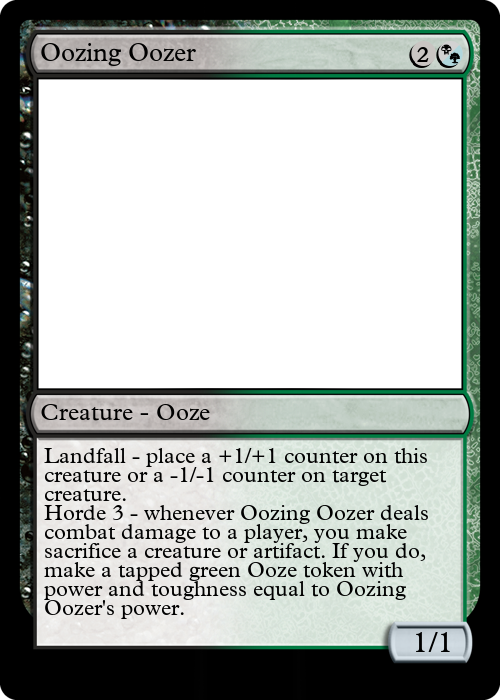 Oozing Oozer 2
Creature - Ooze
Landfall - place a +1/+1 counter on this
creature or a -1/-1 counter on target
creature.
Horde 3 - whenever Oozing Oozer deals
combat damage to a player, you make
sacrifice a creature or artifact. If you do,
make a tapped green Ooze token with
power and toughness equal to Oozing
Oozer's power.
1/1